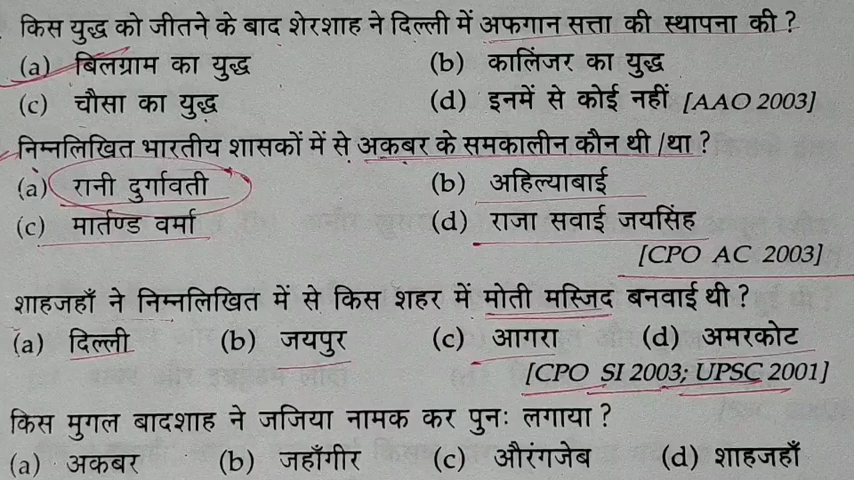 किस युद्ध को जीतने के बाद शेरशाह ने दिल्ली में अफगान सत्ता की स्थापना की ?
(a) बिलग्राम का युद्ध (b) कालिंजर का युद्ध
(c) चौसा का युद्ध (d) इनमें से कोई नहीं [AAO 2003]
निम्नलिखित भारतीय शासकों में से अकबर के समकालीन कौन थी /था ?
(a) रानी दुर्गावती (b) अहिल्याबाई
(c) मार्तण्ड वर्मा (d) राजा सवाई जयसिंह
[CPO AC 2003]
शाहजहाँ ने निम्नलिखित में से किस शहर में मोती मस्जिद बनवाई थी ?
(a) दिल्ली (b) जयपुर (c) आगरा (d) अमरकोट
[CPO SI 2003; UPSC 2001]
किस मुगल बादशाह ने जजिया नामक कर पुनः लगाया ?
(a) अकबर (b) जहाँगीर (c) औरंगजेब (d) शाहजहाँ